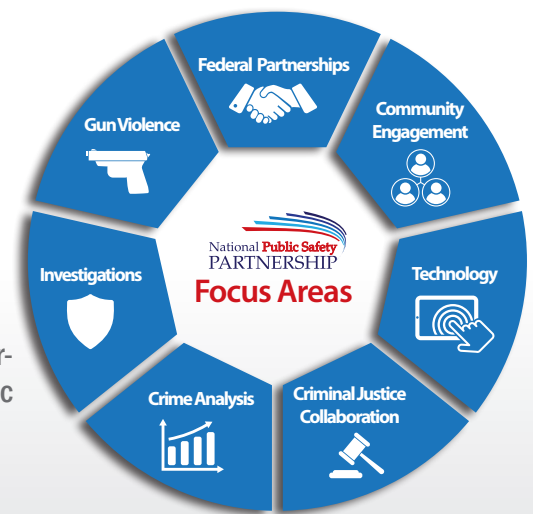 Federal Partnerships
Community
Engagement
Technology
Criminal Justice
Collaboration
Crime Analysis
Investigations
Gun Violence
National Public Safety
PARTNERSHIP
Focus Areas
r-
c